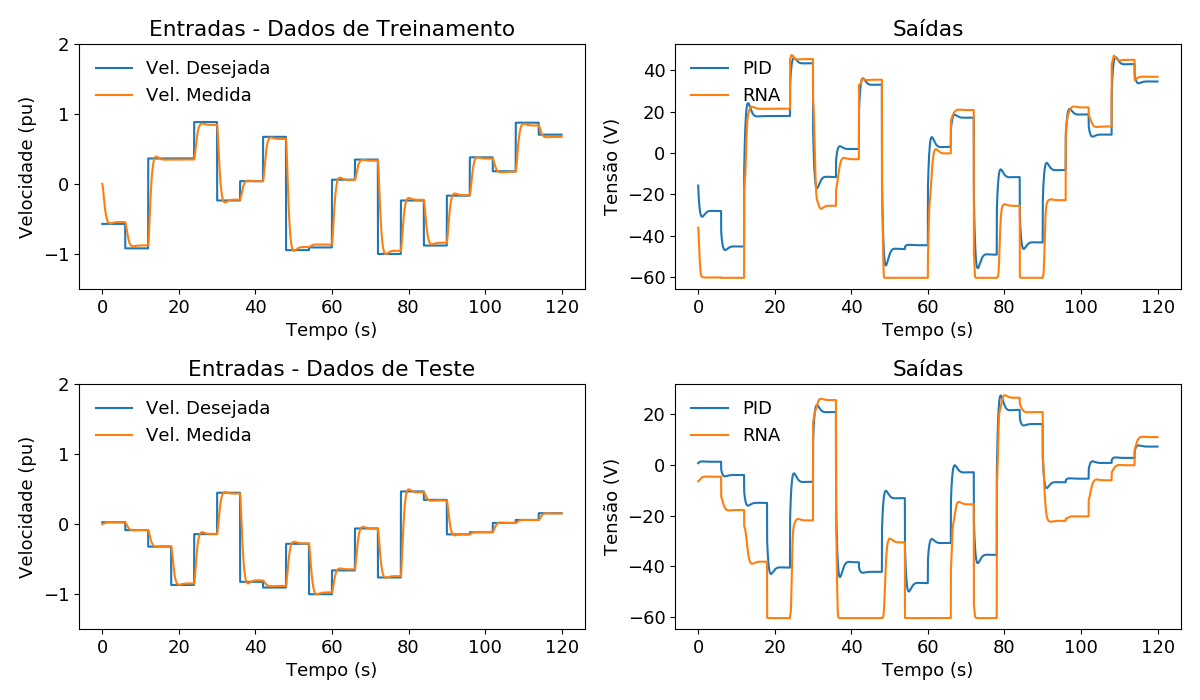 Entradas - Dados de Treinamento
Vel. Desejada
Vel. Medida
Velocidade (pu)
2
1
0
−1
0 20 40 60 80 100 120
Tempo (s)
Saídas
PID
RNA
Tensão (V)
40
20
0
−20
−40
−60
0 20 40 60 80 100 120
Tempo (s)
Entradas - Dados de Teste
Vel. Desejada
Vel. Medida
Velocidade (pu)
2
1
0
−1
0 20 40 60 80 100 120
Tempo (s)
Saídas
PID
RNA
Tensão (V)
20
0
−20
−40
−60
0 20 40 60 80 100 120
Tempo (s)